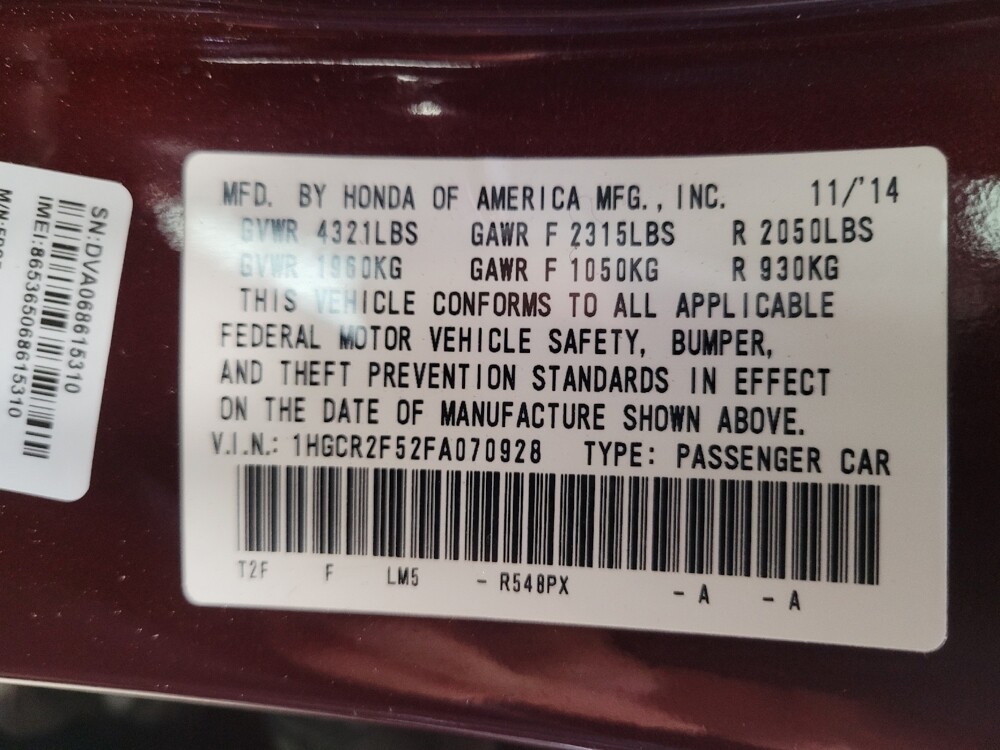 MFD. BY HONDA OF AMERICA MFG., INC. 11/'14
GVWR 4321LBS GAWR F 2315LBS R 2050LBS
GVWR 1960KG GAWR F 1050KG R 930KG
THIS VEHICLE CONFORMS TO ALL APPLICABLE
FEDERAL MOTOR VEHICLE SAFETY, BUMPER,
AND THEFT PREVENTION STANDARDS IN EFFECT
ON THE DATE OF MANUFACTURE SHOWN ABOVE.
V.I.N.: 1HGCR2F52FA070928 TYPE: PASSENGER CAR
T2F F LM5 - R548PX - A - A
SN:DVA068615310
IMEI:865365068615310